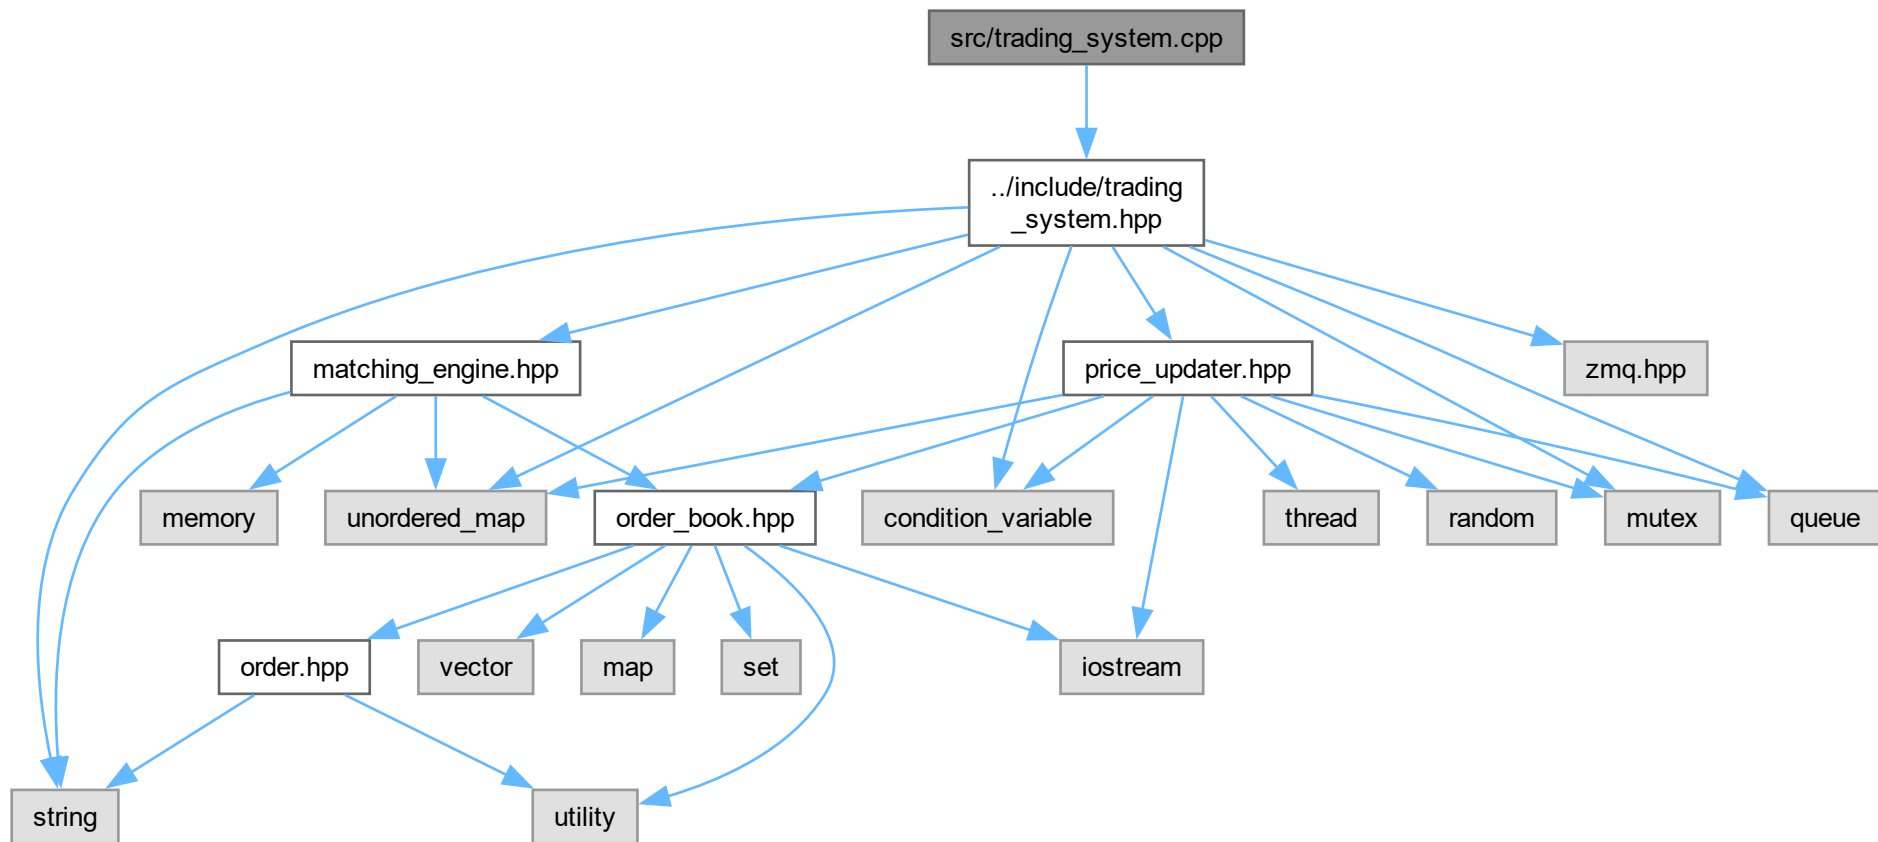 src/trading_system.cpp
../include/trading
_system.hpp
matching_engine.hpp
price_updater.hpp
zmq.hpp
memory
unordered_map
order_book.hpp
condition_variable
thread
random
mutex
queue
order.hpp
vector
map
set
iostream
string
utility